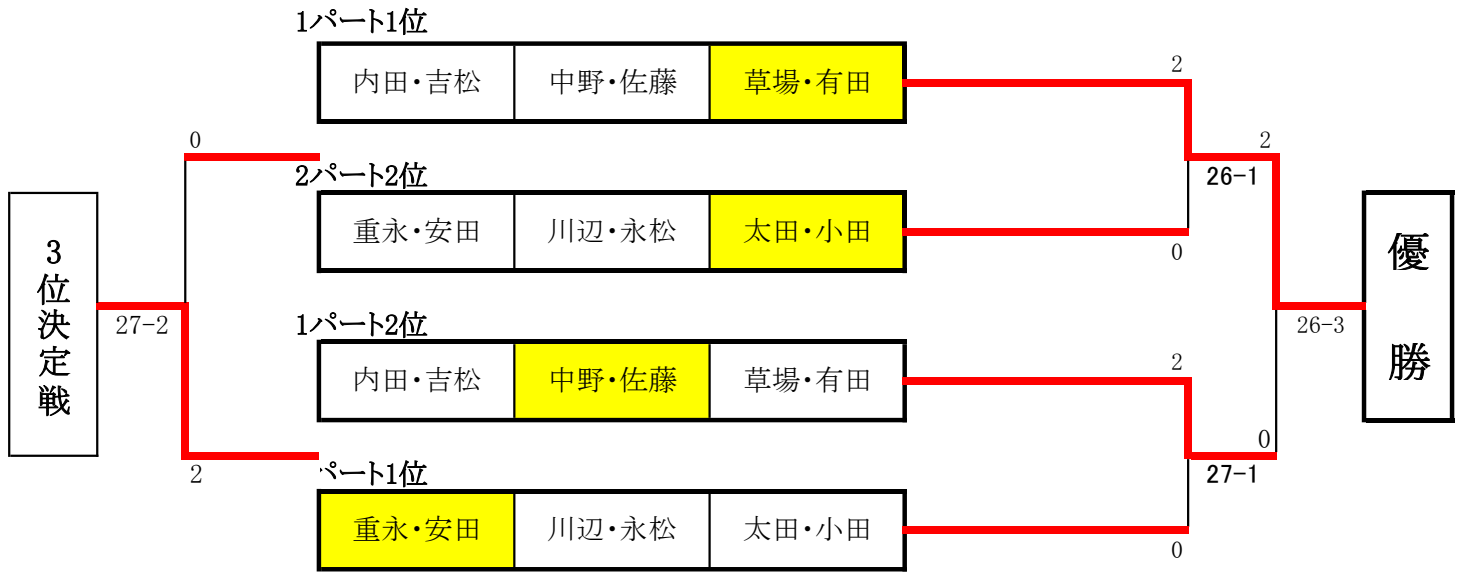 1パート1位
内田・吉松 中野・佐藤 草場・有田
2
0
2
2パート2位
26-1
重永・安田 川辺・永松 太田・小田
0
3位決定戦
優勝
27-2
26-3
1パート2位
内田・吉松 中野・佐藤 草場・有田
2
0
パート1位
2
27-1
重永・安田 川辺・永松 太田・小田
0